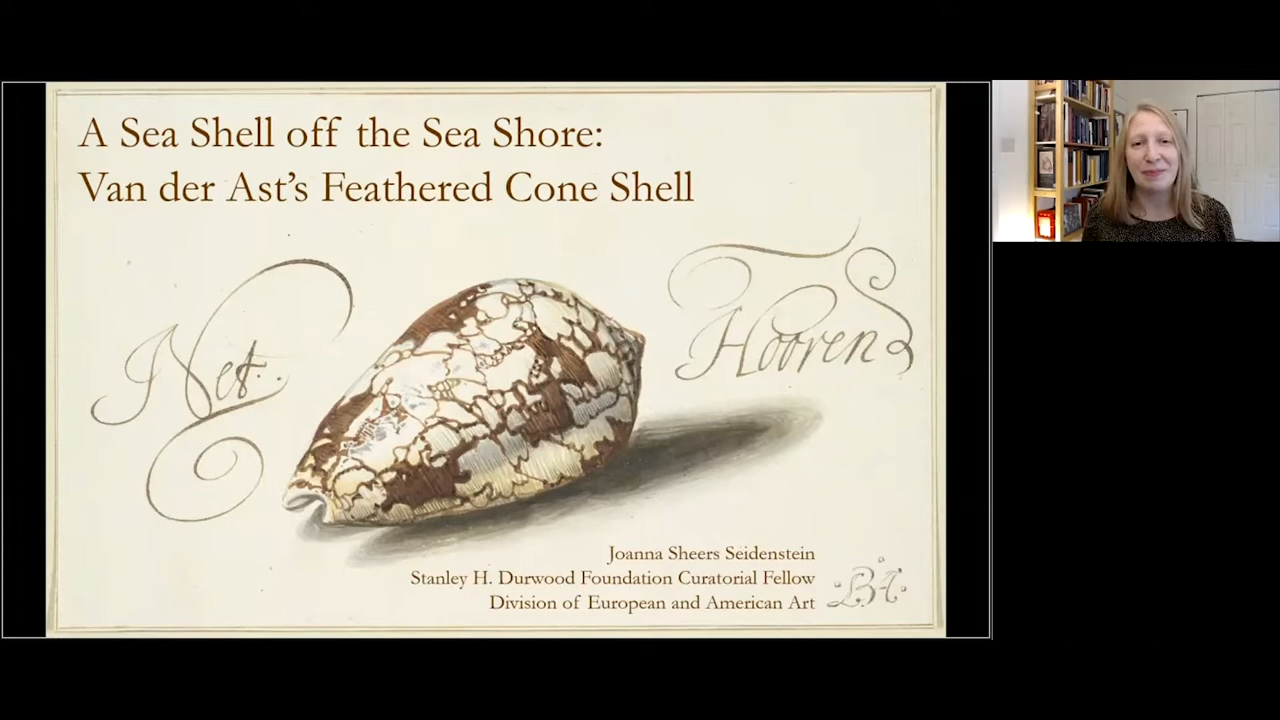 A Sea Shell off the Sea Shore:
Van der Ast's Feathered Cone Shell
Net.
Hooren
Joanna Sheers Seidenstein
Stanley H. Durwood Foundation Curatorial Fellow
Division of European and American Art